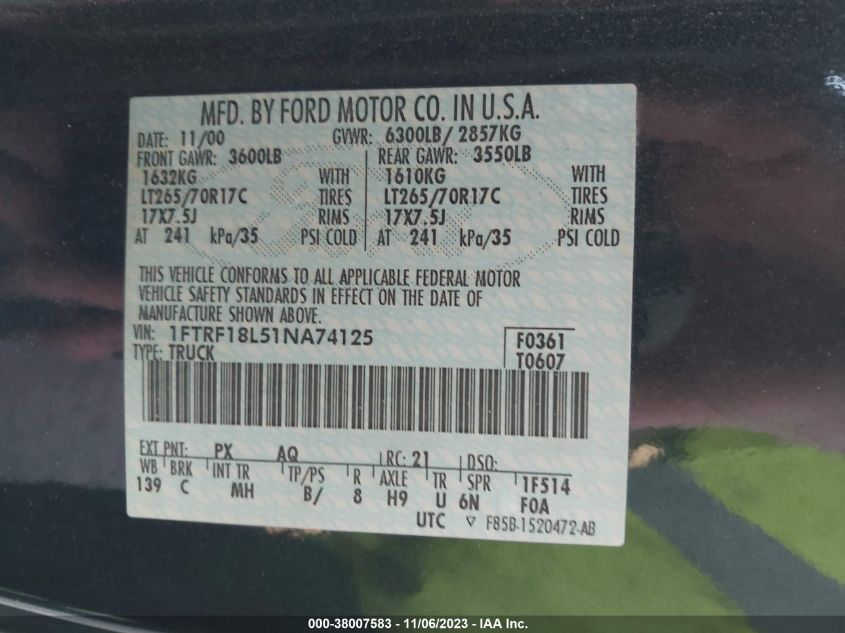 MFD. BY FORD MOTOR CO. IN U.S.A.
DATE: 11/00 GVWR: 6300LB/ 2857KG
FRONT GAWR: 3600LB REAR GAWR: 3550LB
1632KG WITH 1610KG WITH
LT265/70R17C TIRES LT265/70R17C TIRES
17X7.5J RIMS 17X7.5J RIMS
AT 241 kPa/35 PSI COLD AT 241 kPa/35 PSI COLD
THIS VEHICLE CONFORMS TO ALL APPLICABLE FEDERAL MOTOR
VEHICLE SAFETY STANDARDS IN EFFECT ON THE DATE OF
MANUFACTURE SHOWN ABOVE.
VIN: 1FTRF18L51NA74125 F0361
TYPE: TRUCK T0607
EXT PNT: PX AQ RC: 21 DSO:
WB BRK INT TR TP/PS R AXLE TR SPR 1F514
139 C MH B/ 8 H9 U 6N F0A
UTC ▽ F85B-1520472-AB
000-38007583 - 11/06/2023 - IAA Inc.